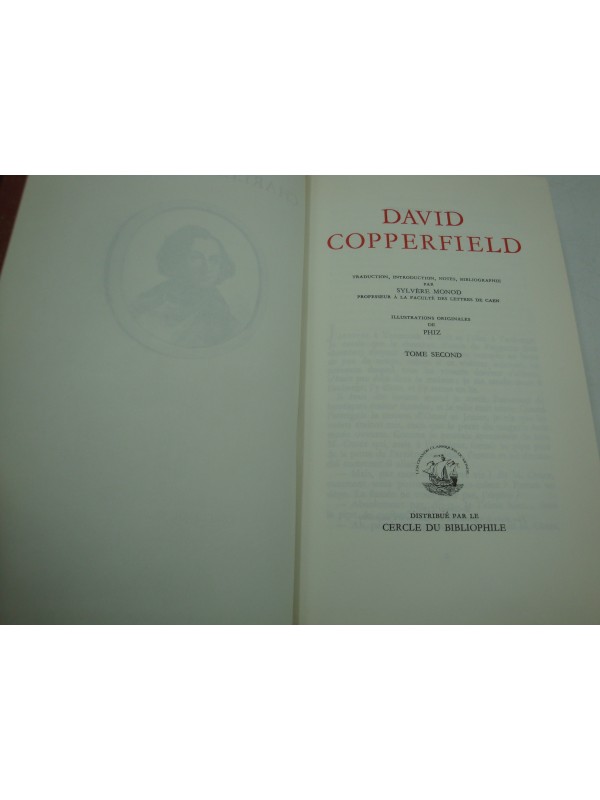 DAVID
COPPERFIELD
TRADUCTION, INTRODUCTION, NOTES, BIBLIOGRAPHIE
PAR
SYLVÈRE MONOD
PROFESSEUR À LA FACULTÉ DES LETTRES DE CAEN
ILLUSTRATIONS ORIGINALES
DE
PHIZ
TOME SECOND
DISTRIBUÉ PAR LE
CERCLE DU BIBLIOPHILE